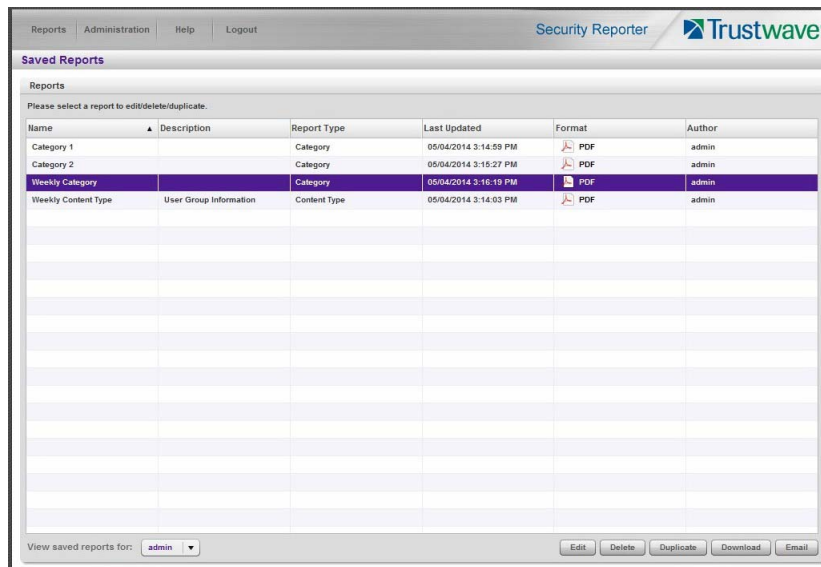 Reports Administration Help Logout Security Reporter Trustwave
Saved Reports
Reports
Please select a report to edit/delete/duplicate.
Name Description Report Type Last Updated Format Author
Category 1 Category 05/04/2014 3:14:59 PM PDF admin
Category 2 Category 05/04/2014 3:15:27 PM PDF admin
Weekly Category Category 05/04/2014 3:16:19 PM PDF admin
Weekly Content Type User Group Information Content Type 05/04/2014 3:14:03 PM PDF admin
View saved reports for: admin Edit Delete Duplicate Download Email